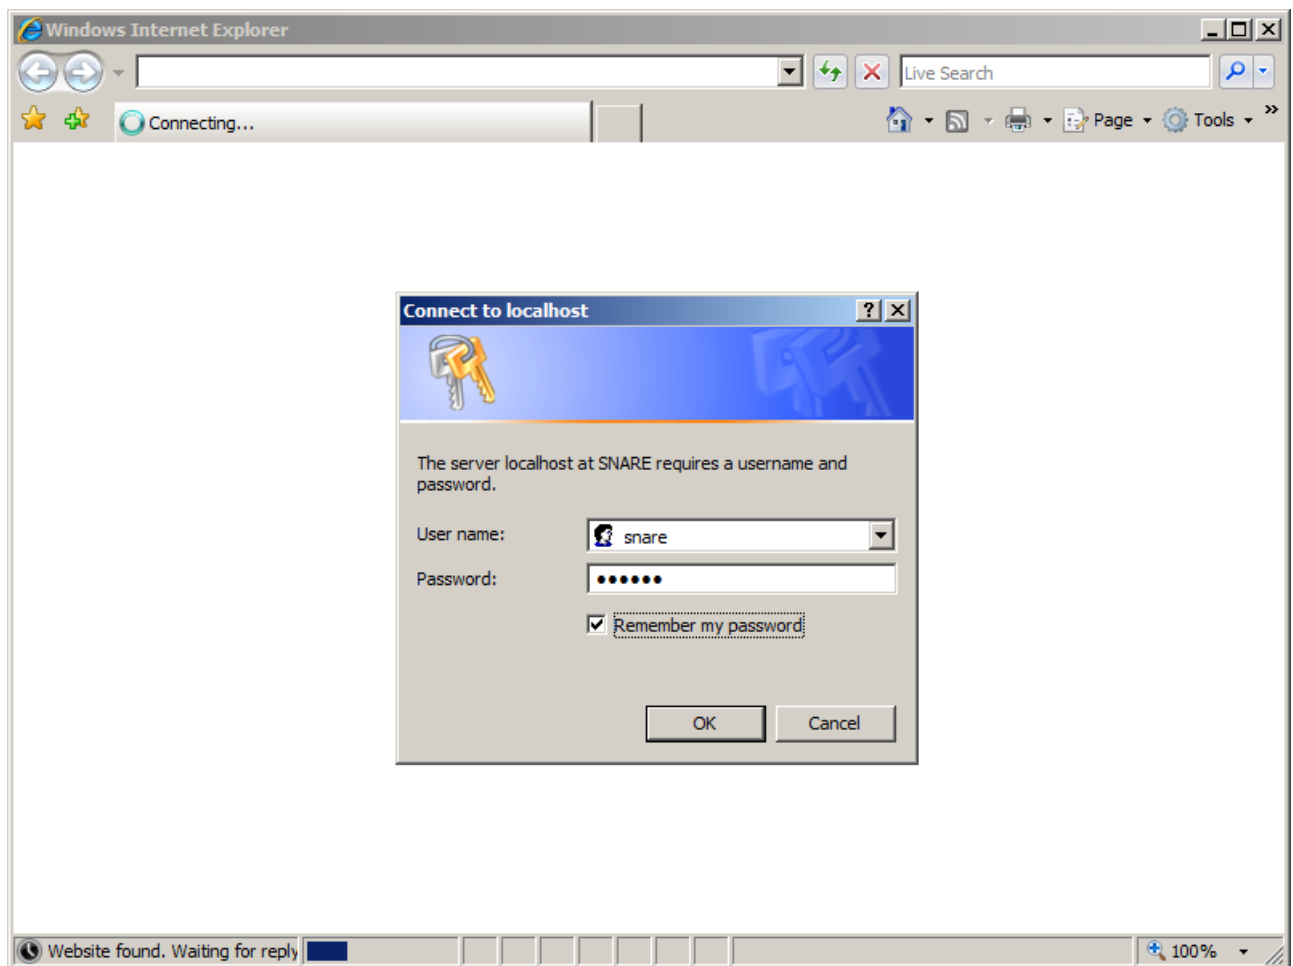 Windows Internet Explorer
Live Search
Connecting...
Page
Tools
»
Connect to localhost
?
The server localhost at SNARE requires a username and
password.
User name:
snare
Password:
••••••
Remember my password
OK
Cancel
Website found. Waiting for reply
100%